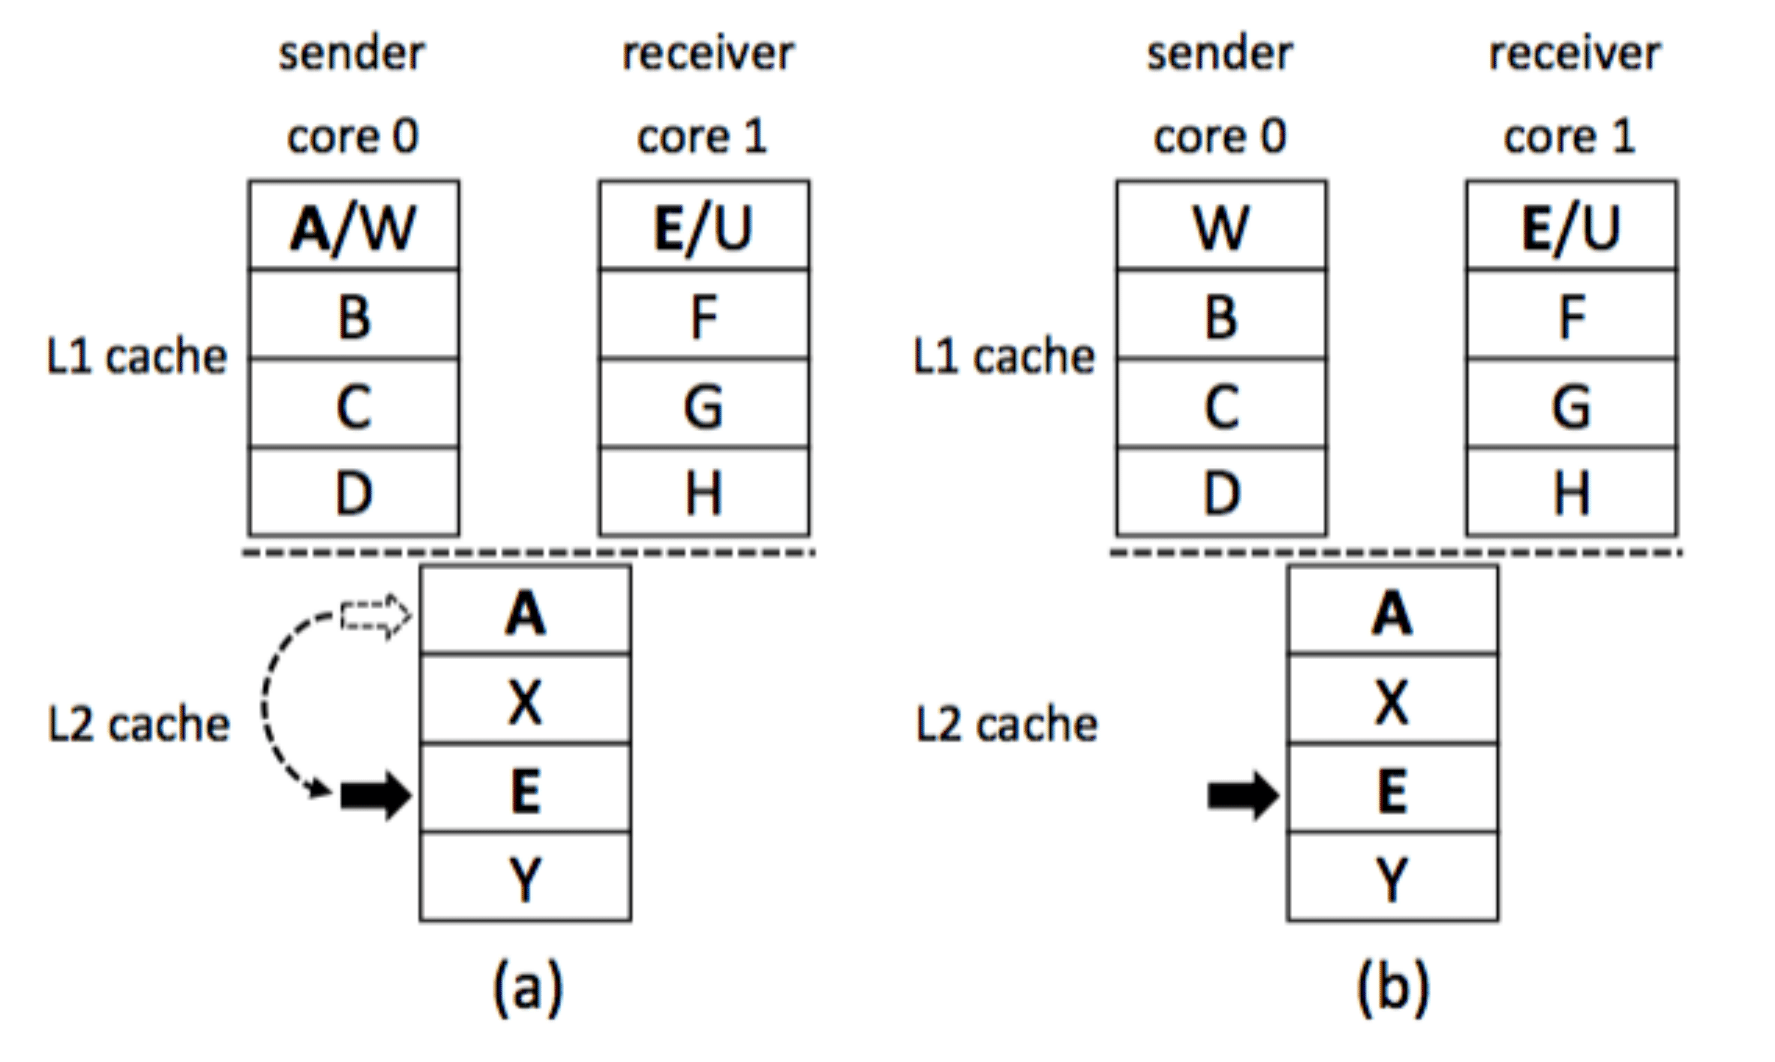 sender
receiver
core 0
core 1
A/W
E/U
B
F
L1 cache
C
G
D
H
A
X
L2 cache
E
Y
(a)
sender
receiver
core 0
core 1
W
E/U
B
F
L1 cache
C
G
D
H
A
X
L2 cache
E
Y
(b)